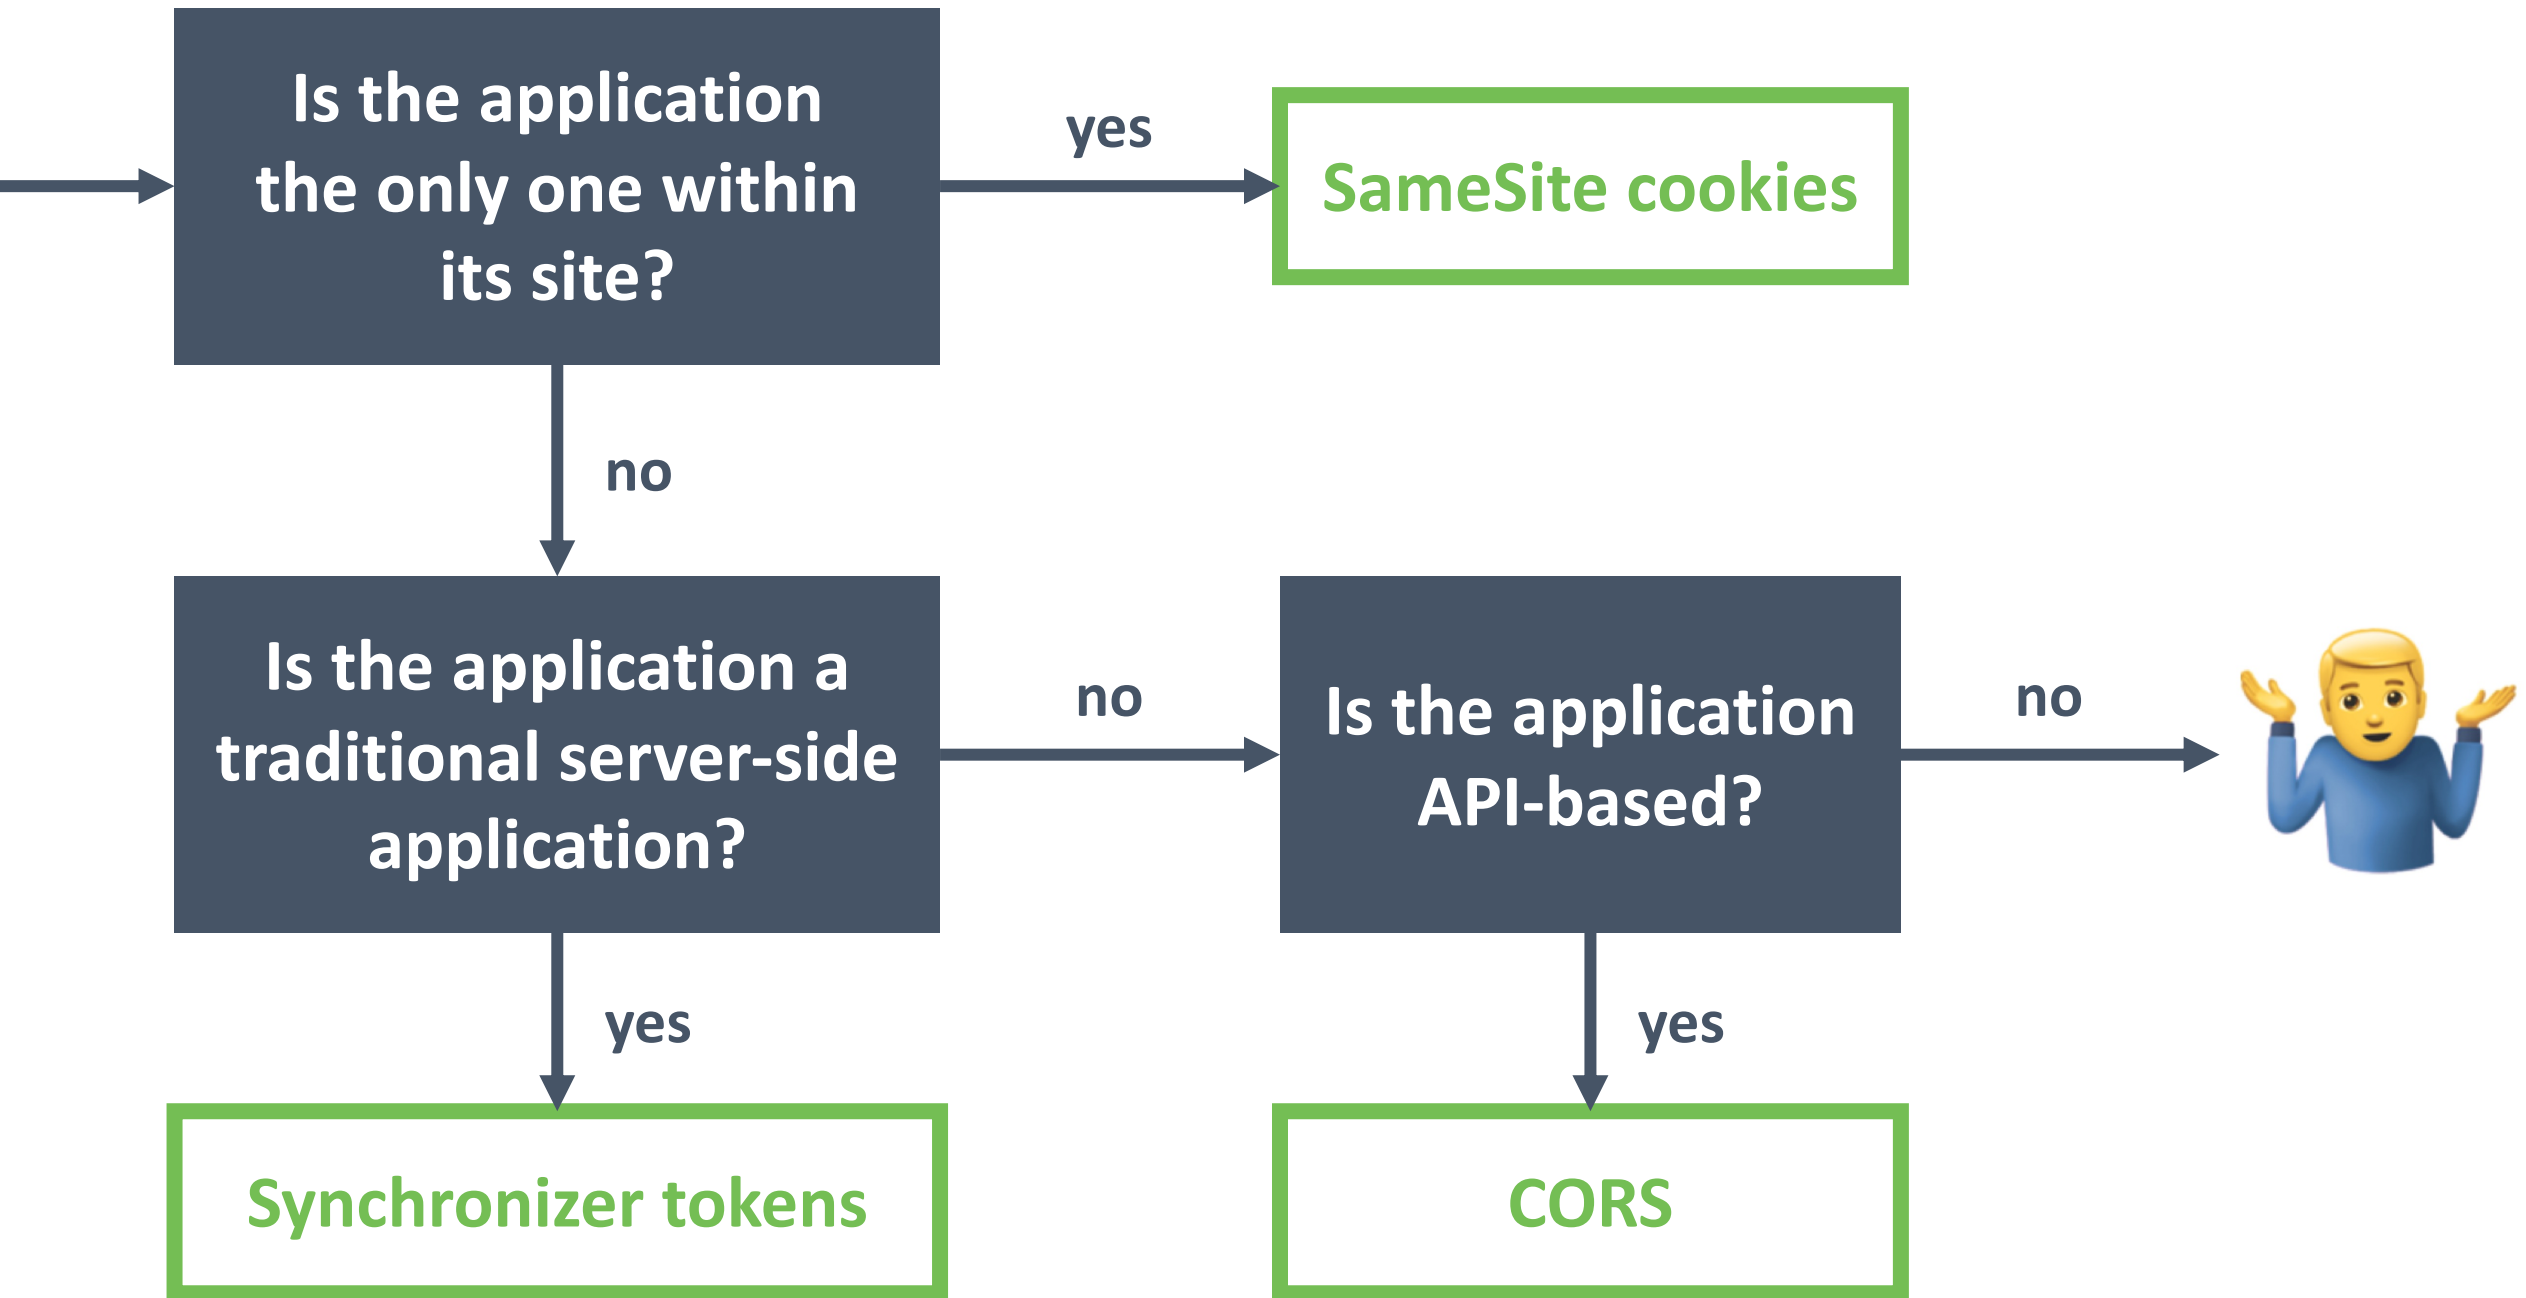 Is the application
the only one within
its site?
yes
SameSite cookies
no
Is the application a
traditional server-side
application?
no
Is the application
API-based?
no
yes
yes
Synchronizer tokens
CORS